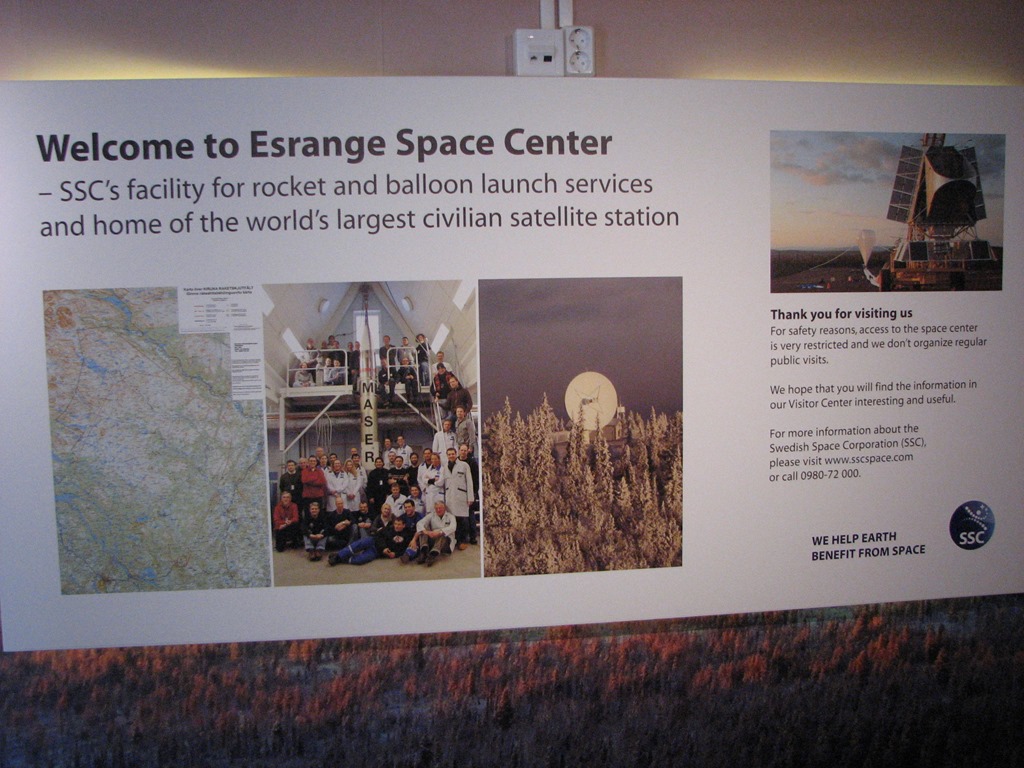 Welcome to Esrange Space Center
– SSC's facility for rocket and balloon launch services
and home of the world's largest civilian satellite station
MASER
Thank you for visiting us
For safety reasons, access to the space center
is very restricted and we don't organize regular
public visits.
We hope that you will find the information in
our Visitor Center interesting and useful.
For more information about the
Swedish Space Corporation (SSC),
please visit www.sscspace.com
or call 0980-72 000.
WE HELP EARTH
BENEFIT FROM SPACE
SSC